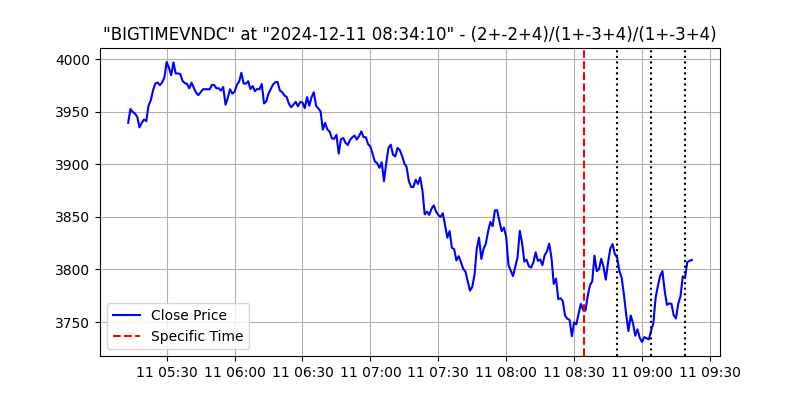 "BIGTIMEVNDC" at "2024-12-11 08:34:10" - (2+-2+4)/(1+-3+4)/(1+-3+4)
4000
3950
3900
3850
3800
3750
Close Price
Specific Time
11 05:30 11 06:00 11 06:30 11 07:00 11 07:30 11 08:00 11 08:30 11 09:00 11 09:30